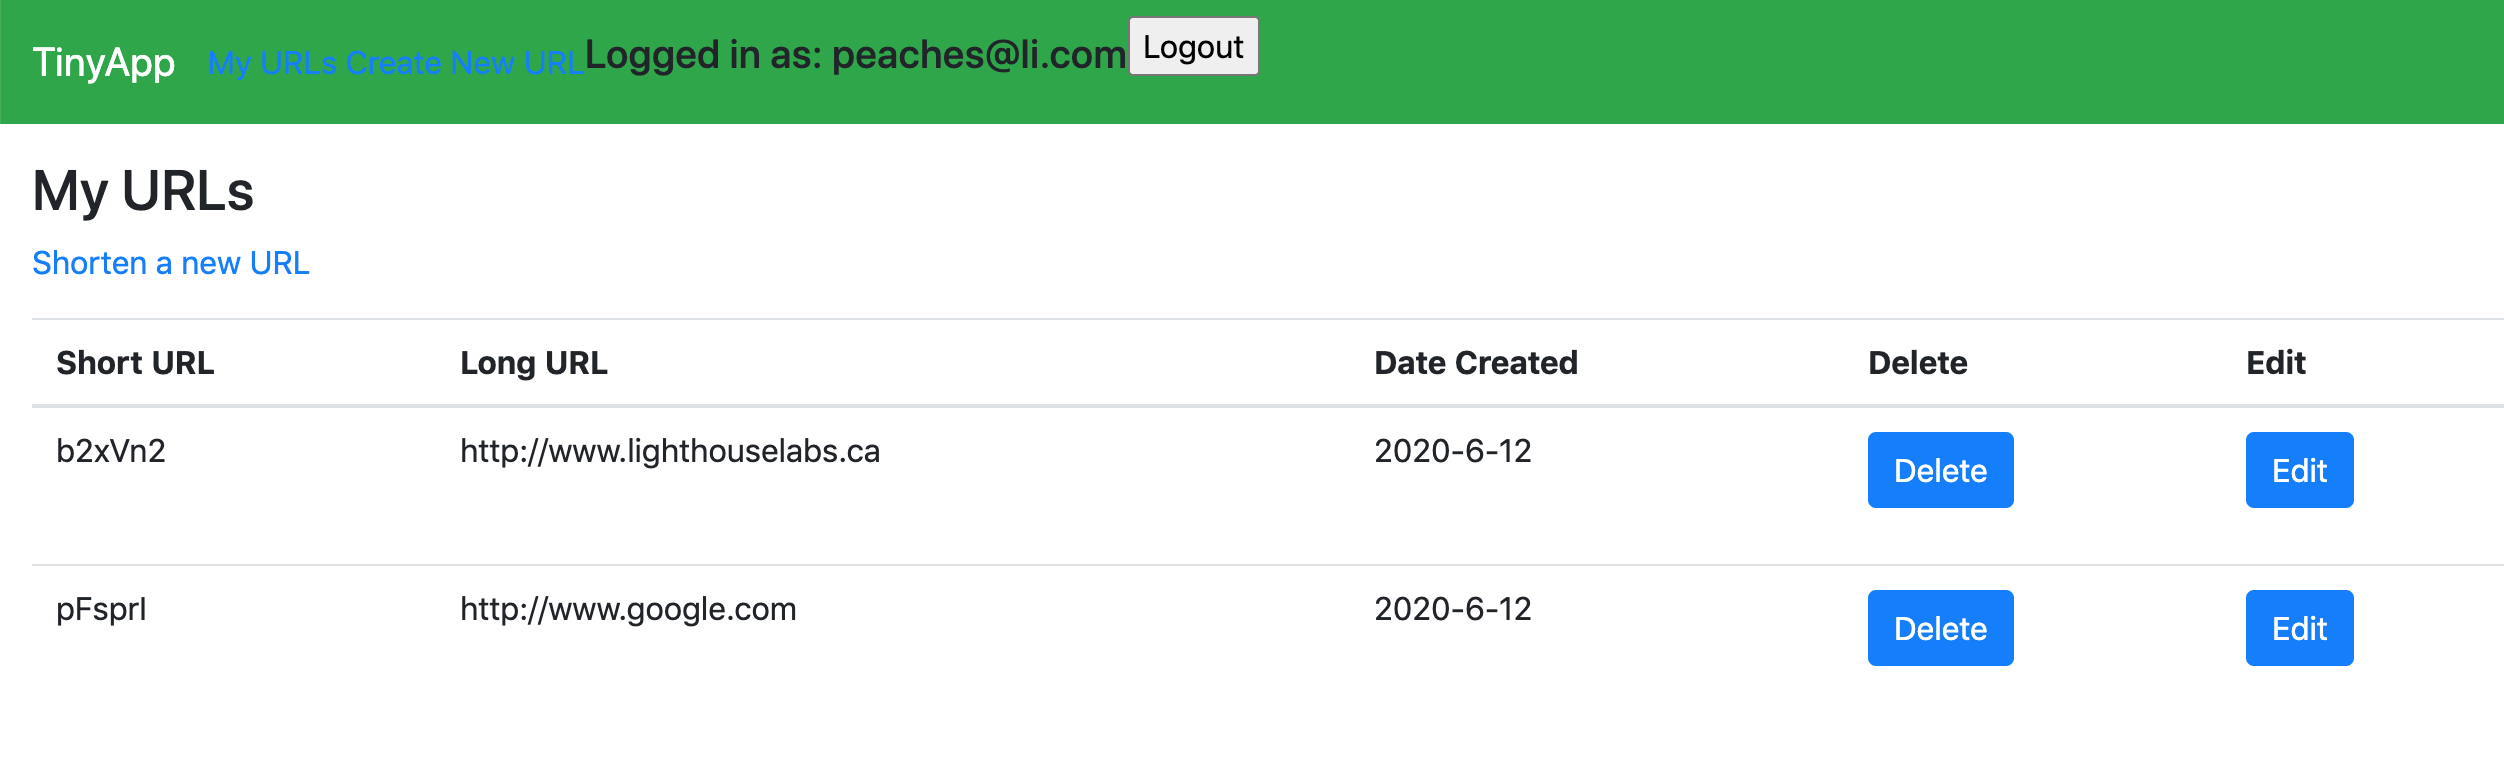 TinyApp My URLs Create New URL Logged in as: peaches@li.com Logout
My URLs
Shorten a new URL
Short URL Long URL Date Created Delete Edit
b2xVn2 http://www.lighthouselabs.ca 2020-6-12 Delete Edit
pFsprI http://www.google.com 2020-6-12 Delete Edit